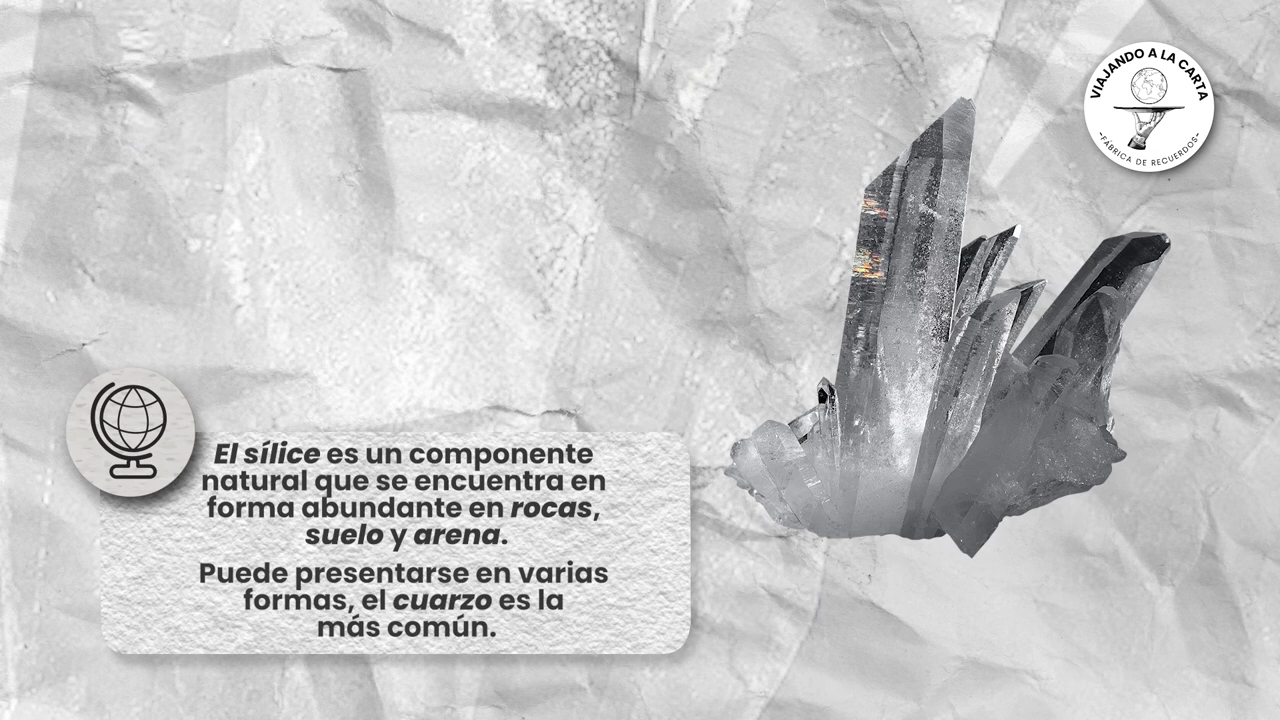 VIAJANDO A LA CARTA
~FÁBRICA DE RECUERDOS~
El sílice es un componente
natural que se encuentra en
forma abundante en rocas,
suelo y arena.
Puede presentarse en varias
formas, el cuarzo es la
más común.